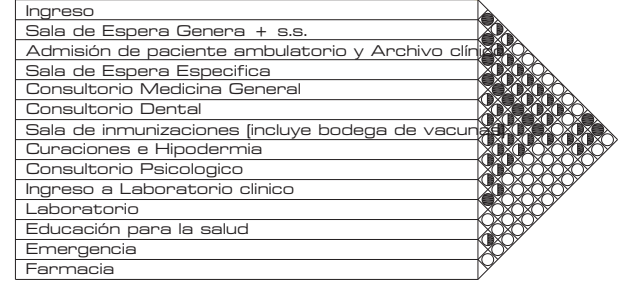 Ingreso
Sala de Espera Genera + s.s.
Admisión de paciente ambulatorio y Archivo clínico
Sala de Espera Especifica
Consultorio Medicina General
Consultorio Dental
Sala de inmunizaciones (incluye bodega de vacunas)
Curaciones e Hipodermia
Consultorio Psicologico
Ingreso a Laboratorio clinico
Laboratorio
Educación para la salud
Emergencia
Farmacia